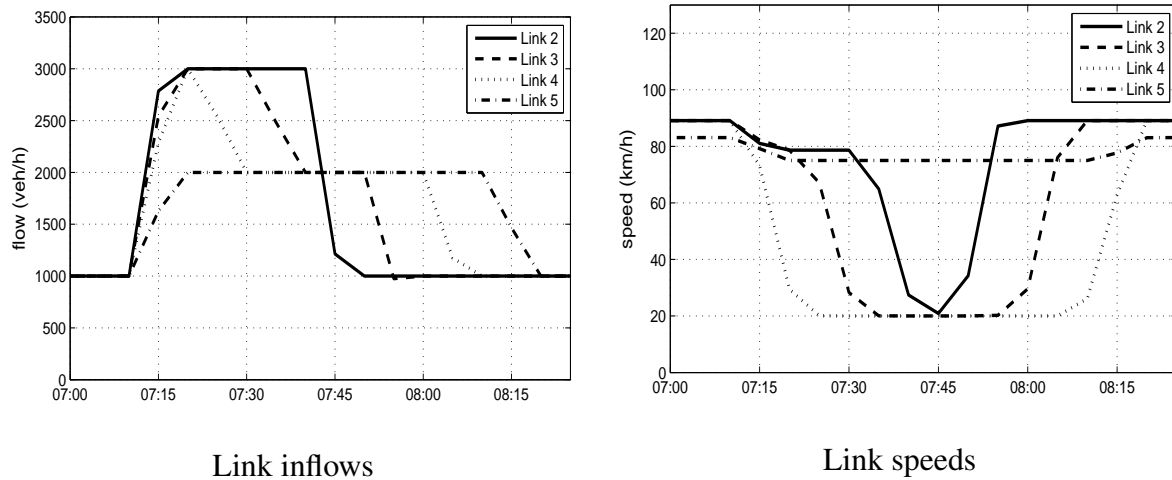 flow (veh/h)
3500
3000
2500
2000
1500
1000
500
0
07:00 07:15 07:30 07:45 08:00 08:15
Link 2
Link 3
Link 4
Link 5
Link inflows
speed (km/h)
120
100
80
60
40
20
0
07:00 07:15 07:30 07:45 08:00 08:15
Link 2
Link 3
Link 4
Link 5
Link speeds